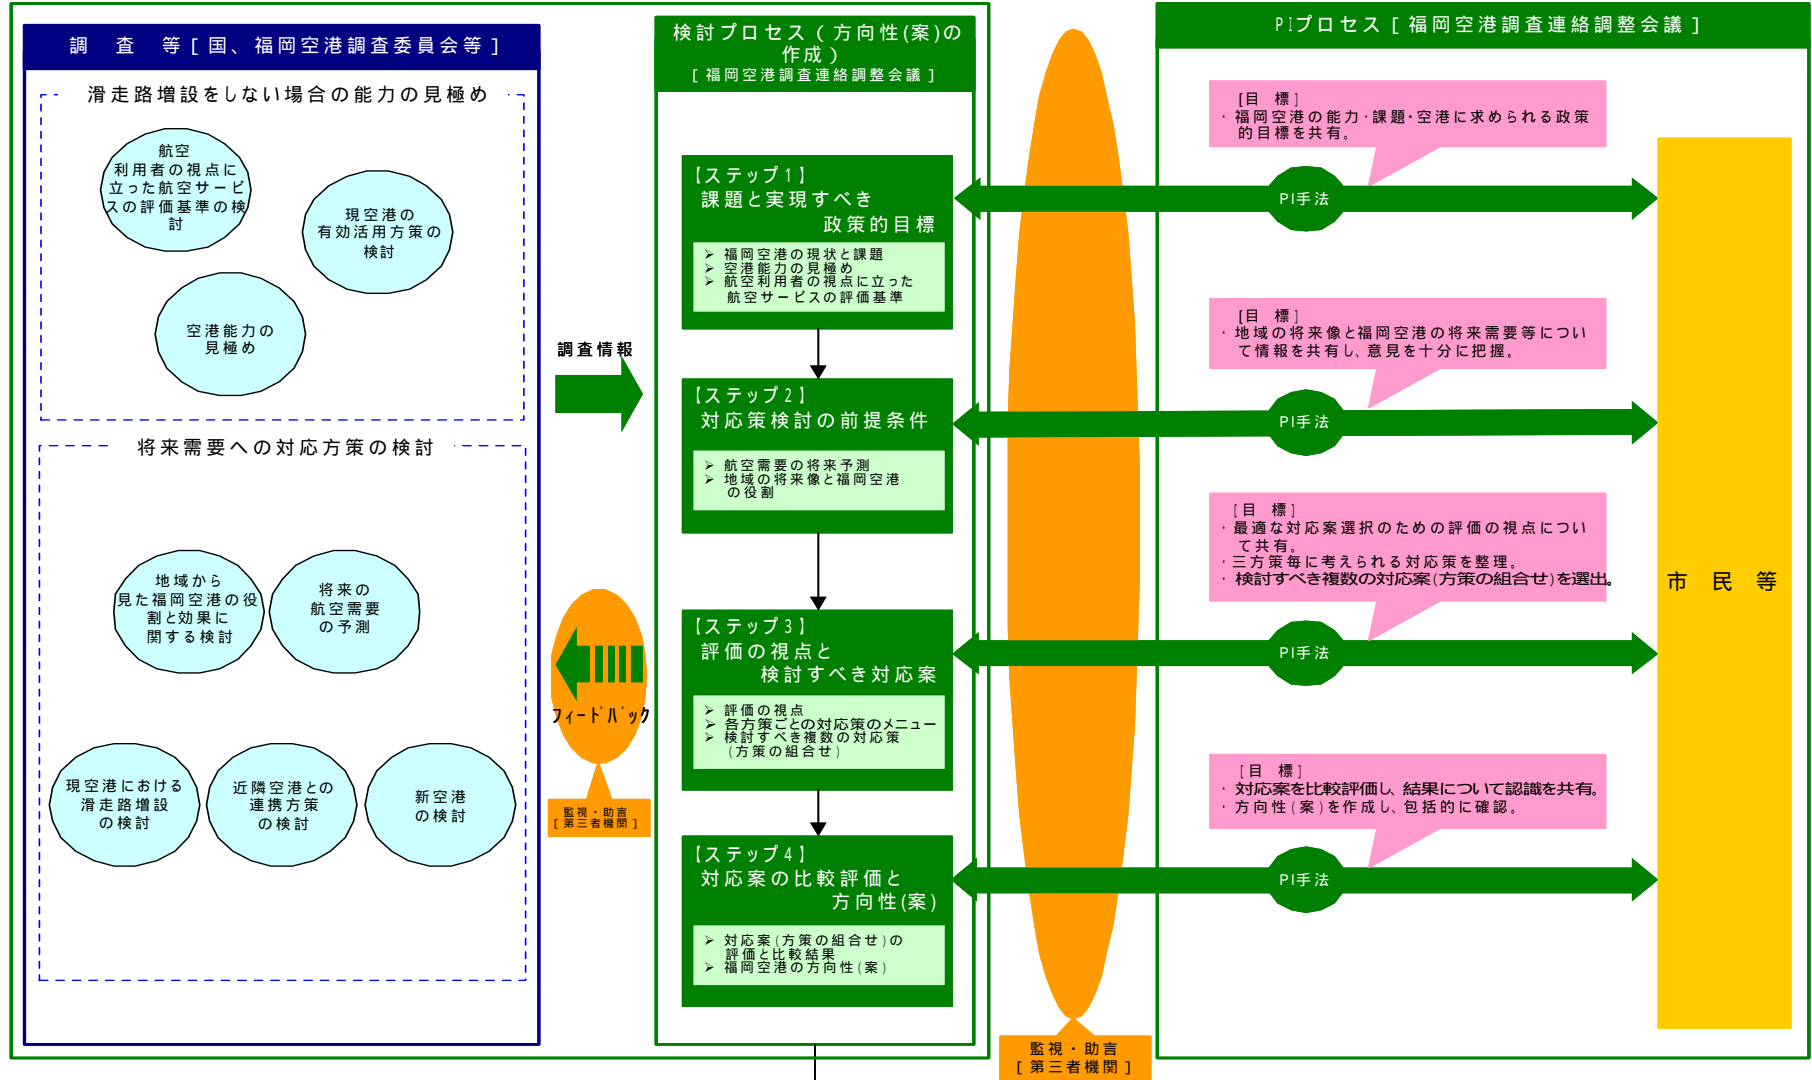 調　査　等［国、福岡空港調査委員会等］
滑走路増設をしない場合の能力の見極め
航空
利用者の視点に
立った航空サービ
スの評価基準の検
討
現空港の
有効活用方策の
検討
空港能力の
見極め
将来需要への対応方策の検討
地域から
見た福岡空港の役
割と効果に
関する検討
将来の
航空需要
の予測
現空港における
滑走路増設
の検討
近隣空港との
連携方策
の検討
新空港
の検討
調査情報
フィードバック
監視・助言
［第三者機関］
検討プロセス（方向性(案)の
作成）
［福岡空港調査連絡調整会議］
【ステップ1】
課題と実現すべき
政策的目標
➢ 福岡空港の現状と課題
➢ 空港能力の見極め
➢ 航空利用者の視点に立った
航空サービスの評価基準
【ステップ2】
対応策検討の前提条件
➢ 航空需要の将来予測
➢ 地域の将来像と福岡空港
の役割
【ステップ3】
評価の視点と
検討すべき対応案
➢ 評価の視点
➢ 各方策ごとの対応策のメニュー
➢ 検討すべき複数の対応策
(方策の組合せ)
【ステップ4】
対応案の比較評価と
方向性(案)
➢ 対応案(方策の組合せ)の
評価と比較結果
➢ 福岡空港の方向性(案)
監視・助言
［第三者機関］
PIプロセス［福岡空港調査連絡調整会議］
［目　標］
・福岡空港の能力・課題・空港に求められる政策
的目標を共有。
PI手法
［目　標］
・地域の将来像と福岡空港の将来需要等につい
て情報を共有し、意見を十分に把握。
PI手法
［目　標］
・最適な対応案選択のための評価の視点につい
て共有。
・三方策毎に考えられる対応策を整理。
・検討すべき複数の対応案(方策の組合せ)を選出。
PI手法
［目　標］
・対応案を比較評価し、結果について認識を共有。
・方向性(案)を作成し、包括的に確認。
PI手法
市　民　等